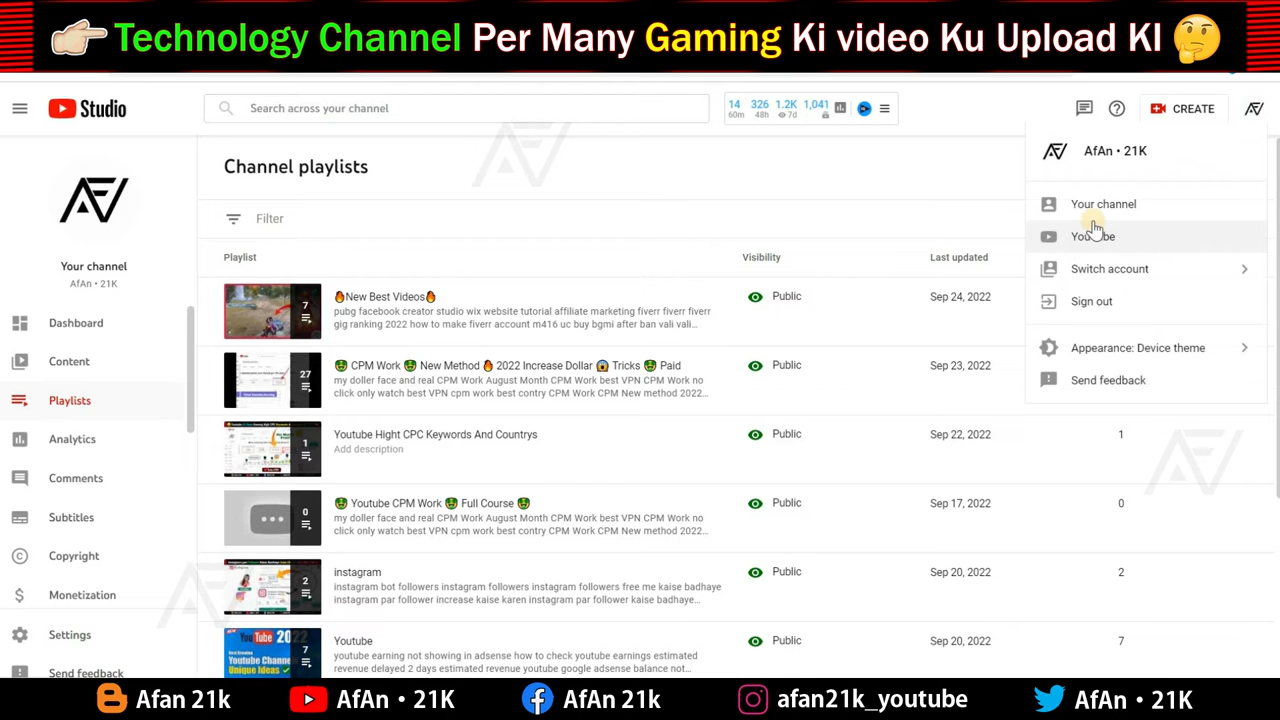 Technology Channel Per Many Gaming Ki video Ku Upload KI
Studio
Search across your channel
14 326 1.2K 1,041
60m 48h 7d
CREATE
AfAn • 21K
Your channel
YouTube
Switch account
Sign out
Appearance: Device theme
Send feedback
Your channel
AfAn • 21K
Dashboard
Content
Playlists
Analytics
Comments
Subtitles
Copyright
Monetization
Settings
Send feedback
Channel playlists
Filter
Playlist Visibility Last updated
7
New Best Videos
Public Sep 24, 2022
pubg facebook creator studio wix website tutorial affiliate marketing fiverr fiverr fiverr
gig ranking 2022 how to make fiverr account m416 uc buy bgmi after ban vali vali...
27
CPM Work New Method 2022 Increase Dollar Tricks Paid
Public Sep 23, 2022
my doller face and real CPM Work August Month CPM Work best VPN CPM Work no
click only watch best VPN cpm work best contry CPM CPM New method 2022...
1
Youtube Hight CPC Keywords And Countrys
Public Sep 22, 2022 1
Add description
0
Youtube CPM Work Full Course
Public Sep 17, 2022 0
my doller face and real CPM Work August Month CPM Work best VPN CPM Work no
click only watch best VPN cpm work best contry CPM CPM New method 2022...
2
instagram
Public Sep 20, 2022 2
instagram bot followers instagram followers instagram followers free me kaise badhaye
instagram par follower increase kaise karen instagram par follower kaise badhaye...
YouTube 2022
Youtube Channel
Unique Ideas
7
Youtube
Public Sep 20, 2022 7
youtube earning not showing in adsense how to check youtube earnings estimated
revenue delayed 2 days estimated revenue youtube google adsense balance not...
Afan 21k AfAn • 21K AfAn 21k afan21k_youtube AfAn • 21K